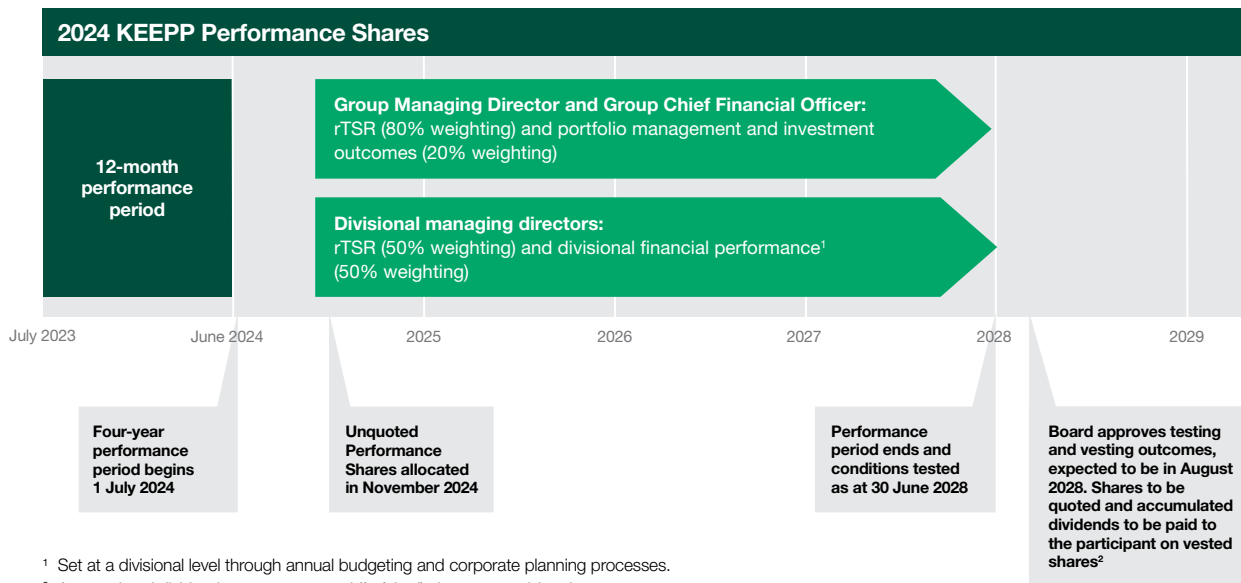 2024 KEEPP Performance Shares
12-month
performance
period
Group Managing Director and Group Chief Financial Officer:
rTSR (80% weighting) and portfolio management and investment
outcomes (20% weighting)
Divisional managing directors:
rTSR (50% weighting) and divisional financial performance¹
(50% weighting)
July 2023
June 2024
2025
2026
2027
2028
2029
Four-year
performance
period begins
1 July 2024
Unquoted
Performance
Shares allocated
in November 2024
Performance
period ends and
conditions tested
as at 30 June 2028
Board approves testing
and vesting outcomes,
expected to be in August
2028. Shares to be
quoted and accumulated
dividends to be paid to
the participant on vested
shares²
¹ Set at a divisional level through annual budgeting and corporate planning processes.